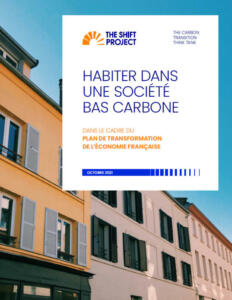 THE SHIFT
PROJECT
THE CARBON
TRANSITION
THINK TANK
HABITER DANS
UNE SOCIÉTÉ
BAS CARBONE
DANS LE CADRE DU
PLAN DE TRANSFORMATION
DE L'ÉCONOMIE FRANÇAISE
OCTOBRE 2021